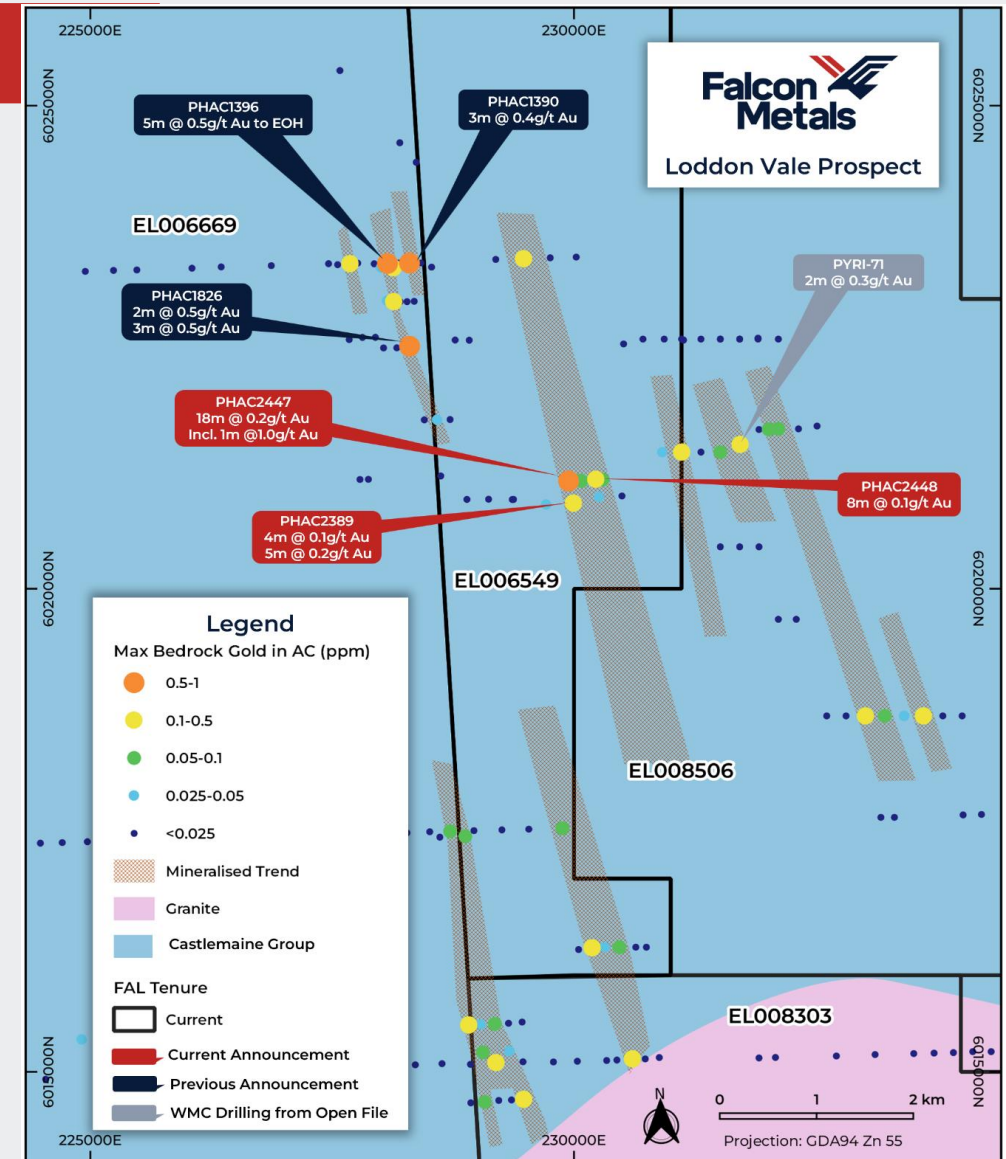 225000E
230000E
6025000N
6025000N
Falcon
Metals
Loddon Vale Prospect
PHAC1396
5m @ 0.5g/t Au to EOH
PHAC1390
3m @ 0.4g/t Au
EL006669
PYRI-71
2m @ 0.3g/t Au
PHAC1826
2m @ 0.5g/t Au
3m @ 0.5g/t Au
PHAC2447
18m @ 0.2g/t Au
Incl. 1m @1.0g/t Au
PHAC2448
8m @ 0.1g/t Au
PHAC2389
4m @ 0.1g/t Au
5m @ 0.2g/t Au
EL006549
6020000N
6020000N
EL008506
Legend
Max Bedrock Gold in AC (ppm)
0.5-1
0.1-0.5
0.05-0.1
0.025-0.05
<0.025
Mineralised Trend
Granite
Castlemaine Group
FAL Tenure
Current
Current Announcement
Previous Announcement
WMC Drilling from Open File
EL008303
6015000N
6015000N
N
0 1 2 km
Projection: GDA94 Zn 55
225000E
230000E